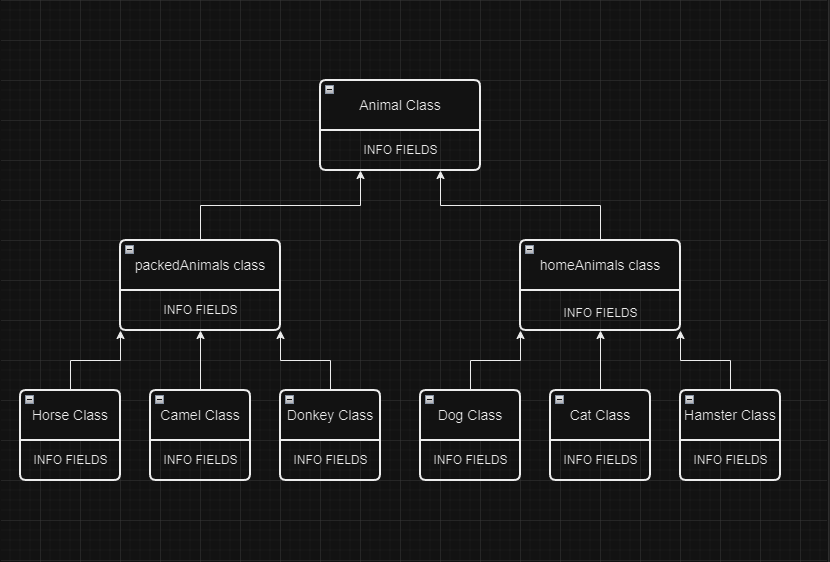 Animal Class
INFO FIELDS
packedAnimals class
INFO FIELDS
homeAnimals class
INFO FIELDS
Horse Class
INFO FIELDS
Camel Class
INFO FIELDS
Donkey Class
INFO FIELDS
Dog Class
INFO FIELDS
Cat Class
INFO FIELDS
Hamster Class
INFO FIELDS